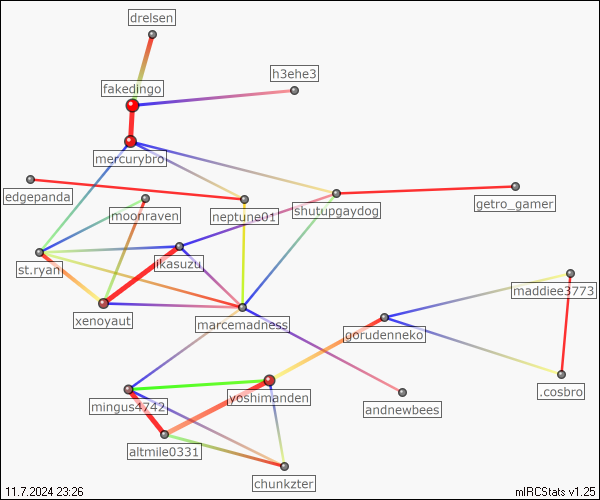 drelsen
h3ehe3
fakedingo
mercurybro
edgepanda
moonraven
neptune01
shutupgaydog
getro_gamer
st.ryan
ikasuzu
maddiee3773
xenoyaut
marcemadness
gorudenneko
.cosbro
mingus4742
yoshimanden
andnewbees
altmile0331
chunkzter
11.7.2024 23:26
mIRCStats v1.25